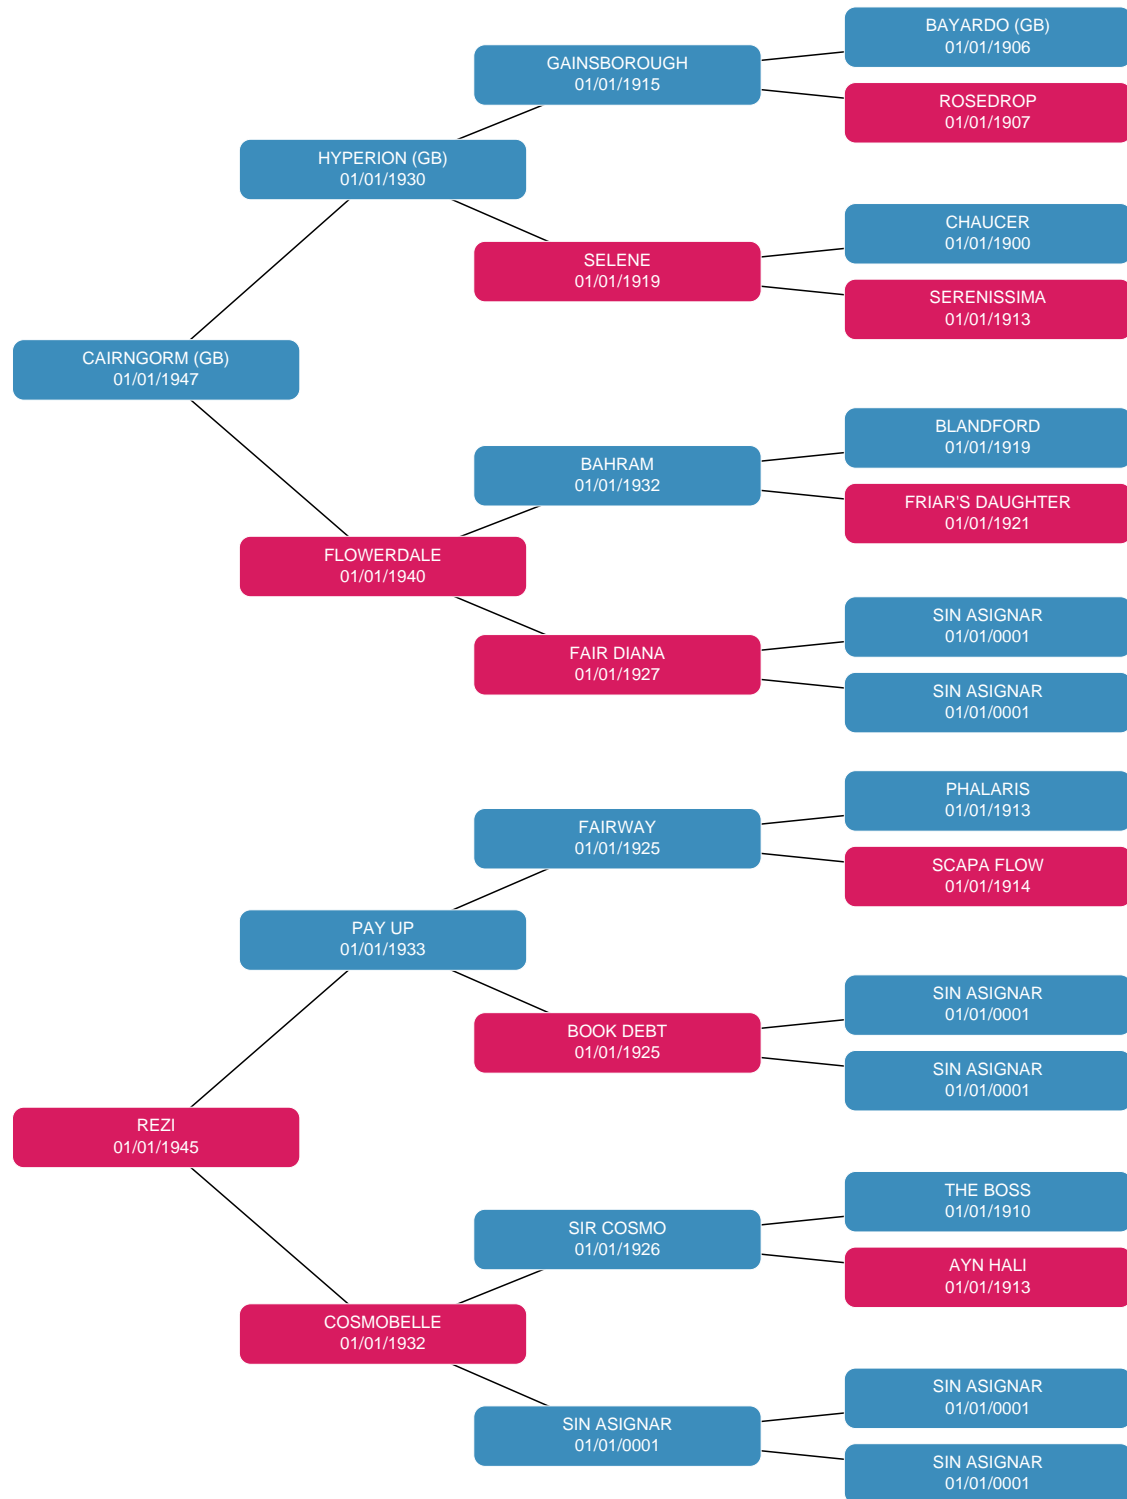 BAYARDO (GB)
01/01/1906
GAINSBOROUGH
01/01/1915
ROSEDROP
01/01/1907
HYPERION (GB)
01/01/1930
CHAUCER
01/01/1900
SELENE
01/01/1919
SERENISSIMA
01/01/1913
CAIRNGORM (GB)
01/01/1947
BLANDFORD
01/01/1919
BAHRAM
01/01/1932
FRIAR'S DAUGHTER
01/01/1921
FLOWERDALE
01/01/1940
SIN ASIGNAR
01/01/0001
FAIR DIANA
01/01/1927
SIN ASIGNAR
01/01/0001
PHALARIS
01/01/1913
FAIRWAY
01/01/1925
SCAPA FLOW
01/01/1914
PAY UP
01/01/1933
SIN ASIGNAR
01/01/0001
BOOK DEBT
01/01/1925
SIN ASIGNAR
01/01/0001
REZI
01/01/1945
THE BOSS
01/01/1910
SIR COSMO
01/01/1926
AYN HALI
01/01/1913
COSMOBELLE
01/01/1932
SIN ASIGNAR
01/01/0001
SIN ASIGNAR
01/01/0001
SIN ASIGNAR
01/01/0001